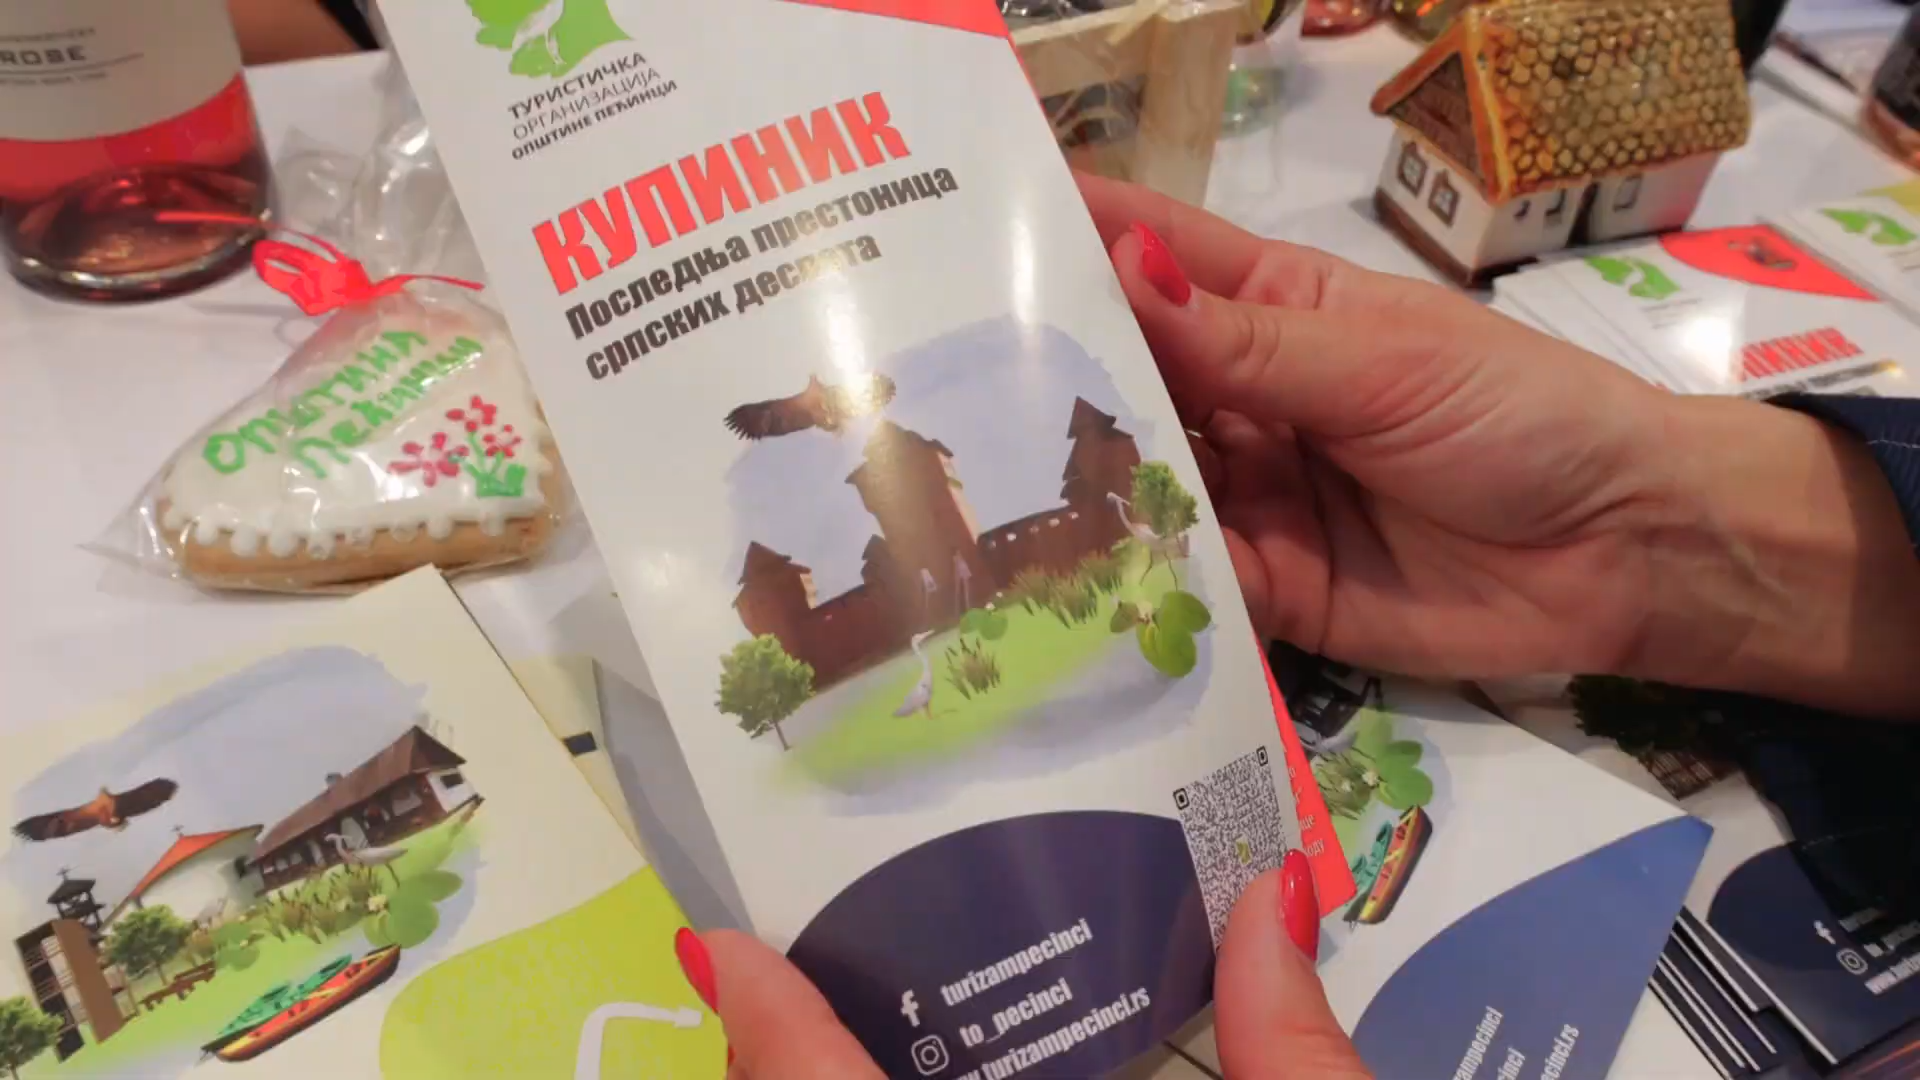 ROBE
ТУРИСТИЧКА
ОРГАНИЗАЦИЈА
ОПШТИНЕ ПЕЋИНЦИ
КУПИНИК
Последња престоница
српских деспота
ОПШТИНА
ПЕЋИНЦИ
turizampecinci
to_pecinci
turizampecinci.rs